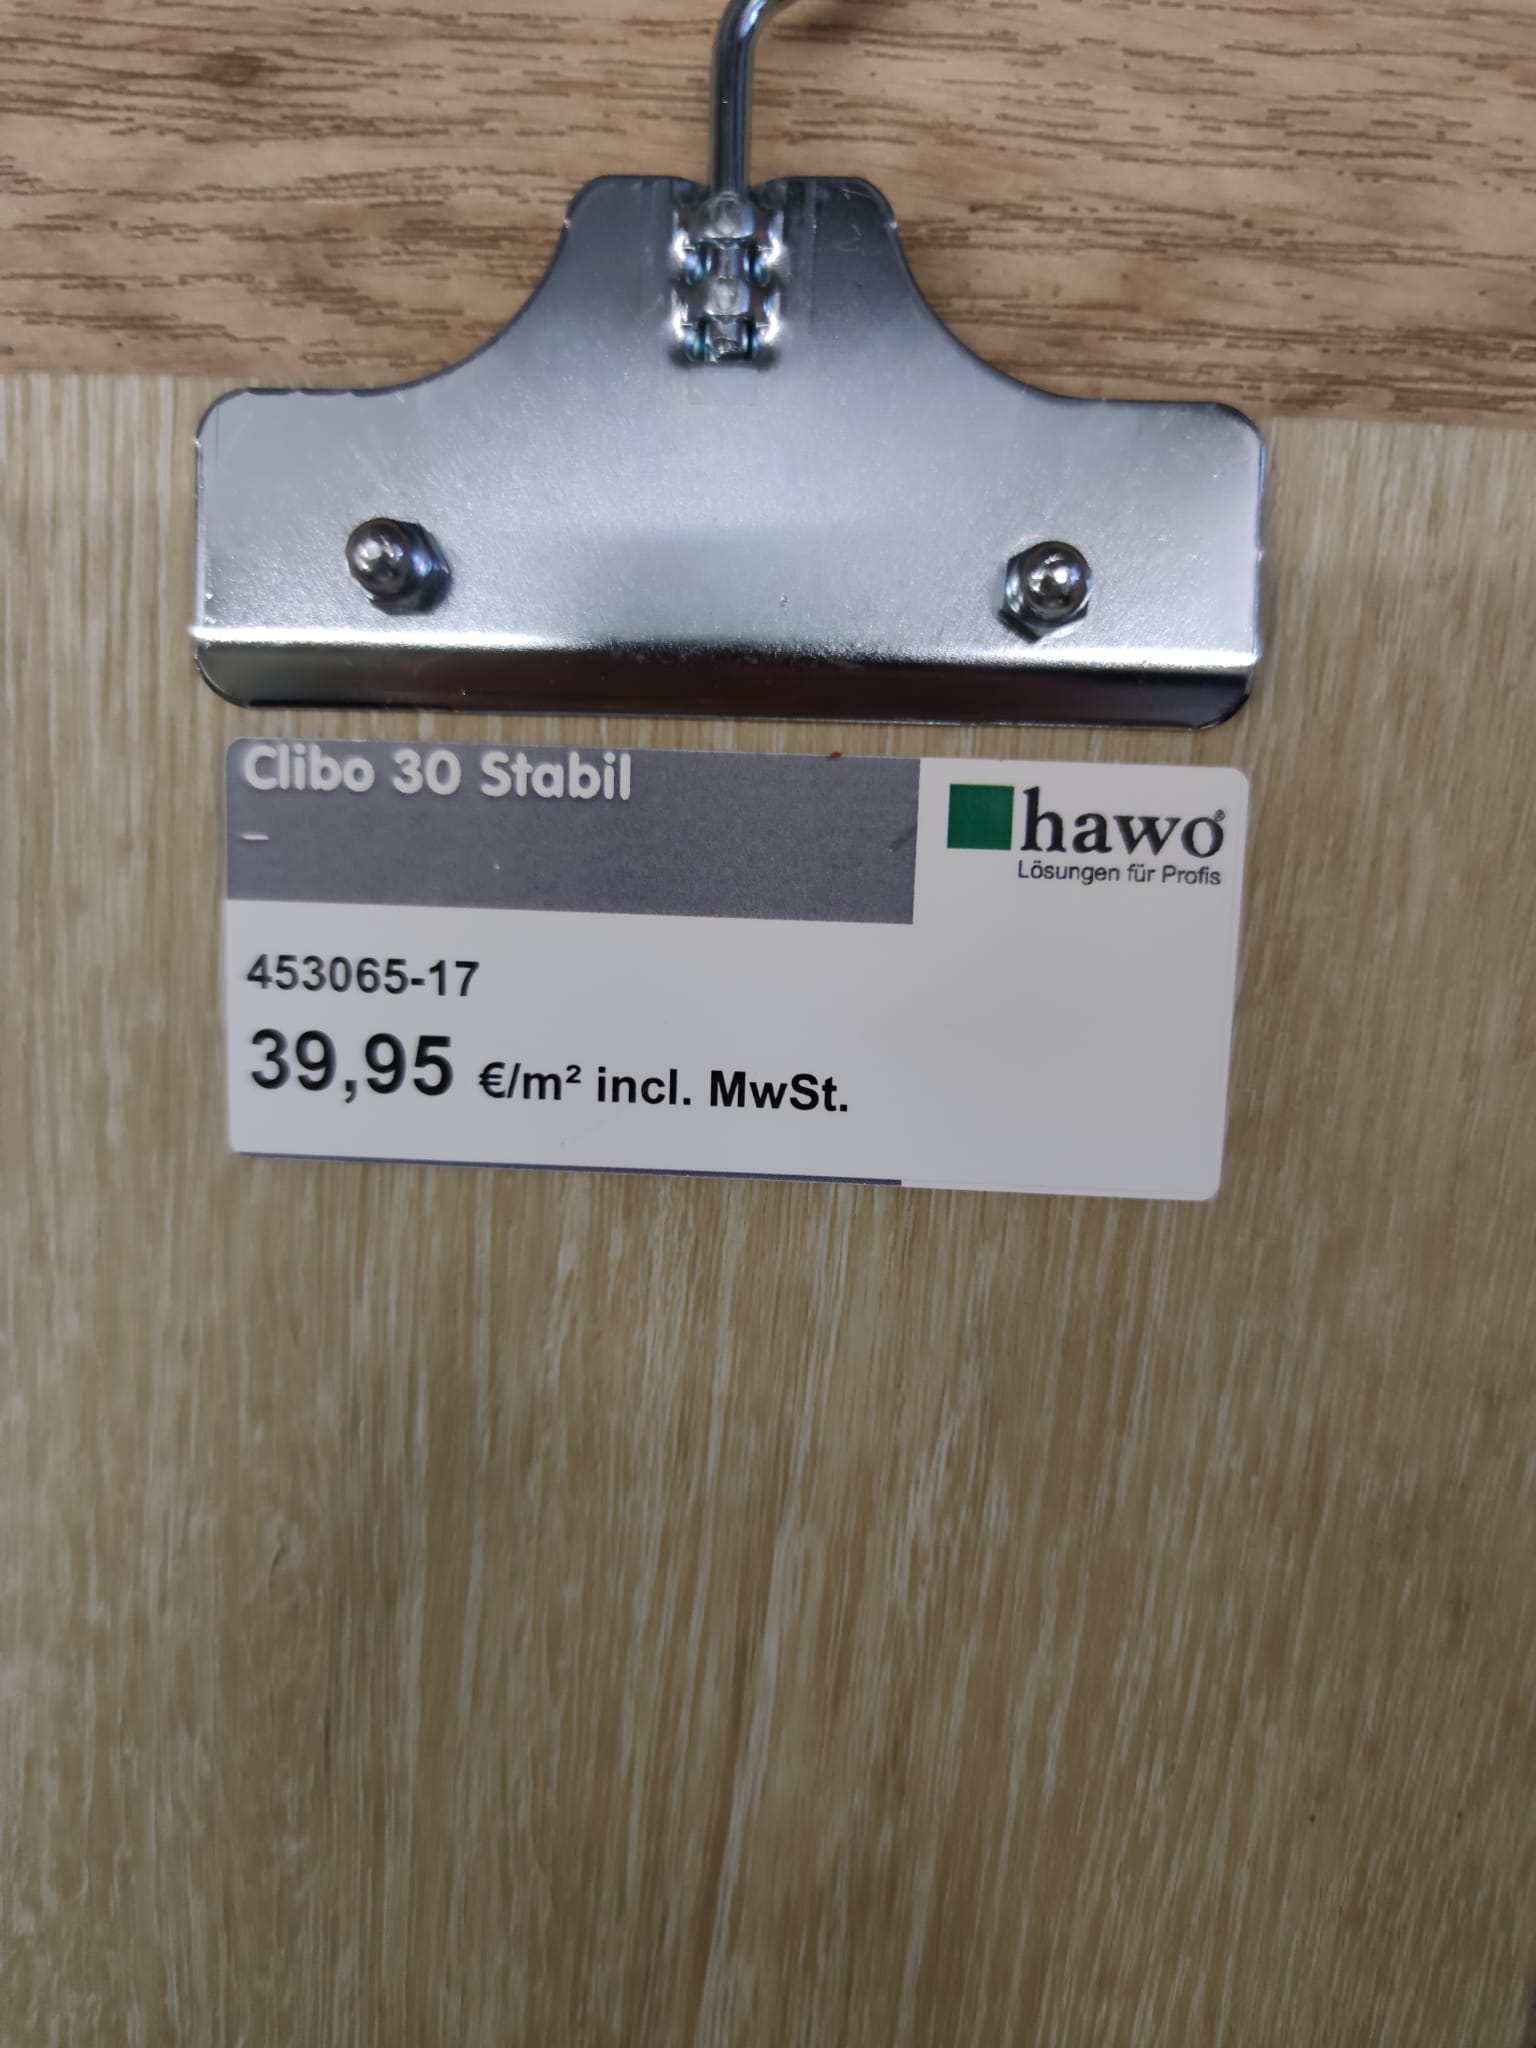 Clibo 30 Stabil
hawo®
Lösungen für Profis
453065-17
39,95 €/m² incl. MwSt.